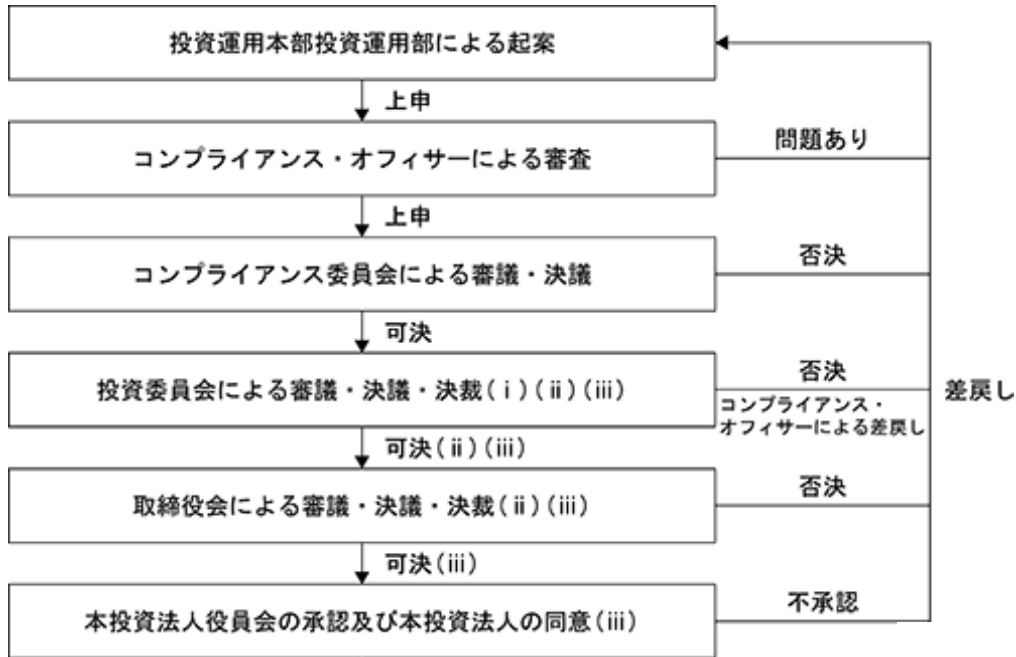 投資運用本部投資運用部による起案
上申
コンプライアンス・オフィサーによる審査
問題あり
上申
コンプライアンス委員会による審議・決議
否決
可決
投資委員会による審議・決議・決裁(ⅰ)(ⅱ)(ⅲ)
否決
コンプライアンス・
オフィサーによる差戻し
差戻し
可決(ⅱ)(ⅲ)
取締役会による審議・決議・決裁(ⅱ)(ⅲ)
否決
可決(ⅲ)
本投資法人役員会の承認及び本投資法人の同意(ⅲ)
不承認